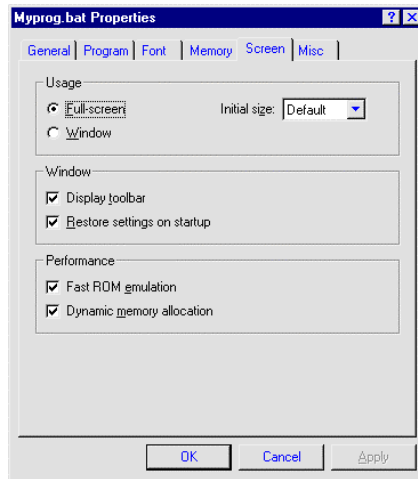 Myprog.bat Properties
General Program Font Memory Screen Misc
Usage
Full-screen Initial size: Default
Window
Window
Display toolbar
Restore settings on startup
Performance
Fast ROM emulation
Dynamic memory allocation
OK Cancel Apply